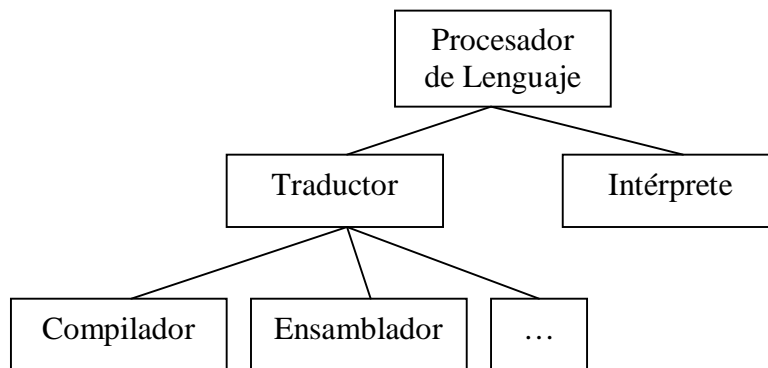 Procesador
de Lenguaje
Traductor
Intérprete
Compilador
Ensamblador
…